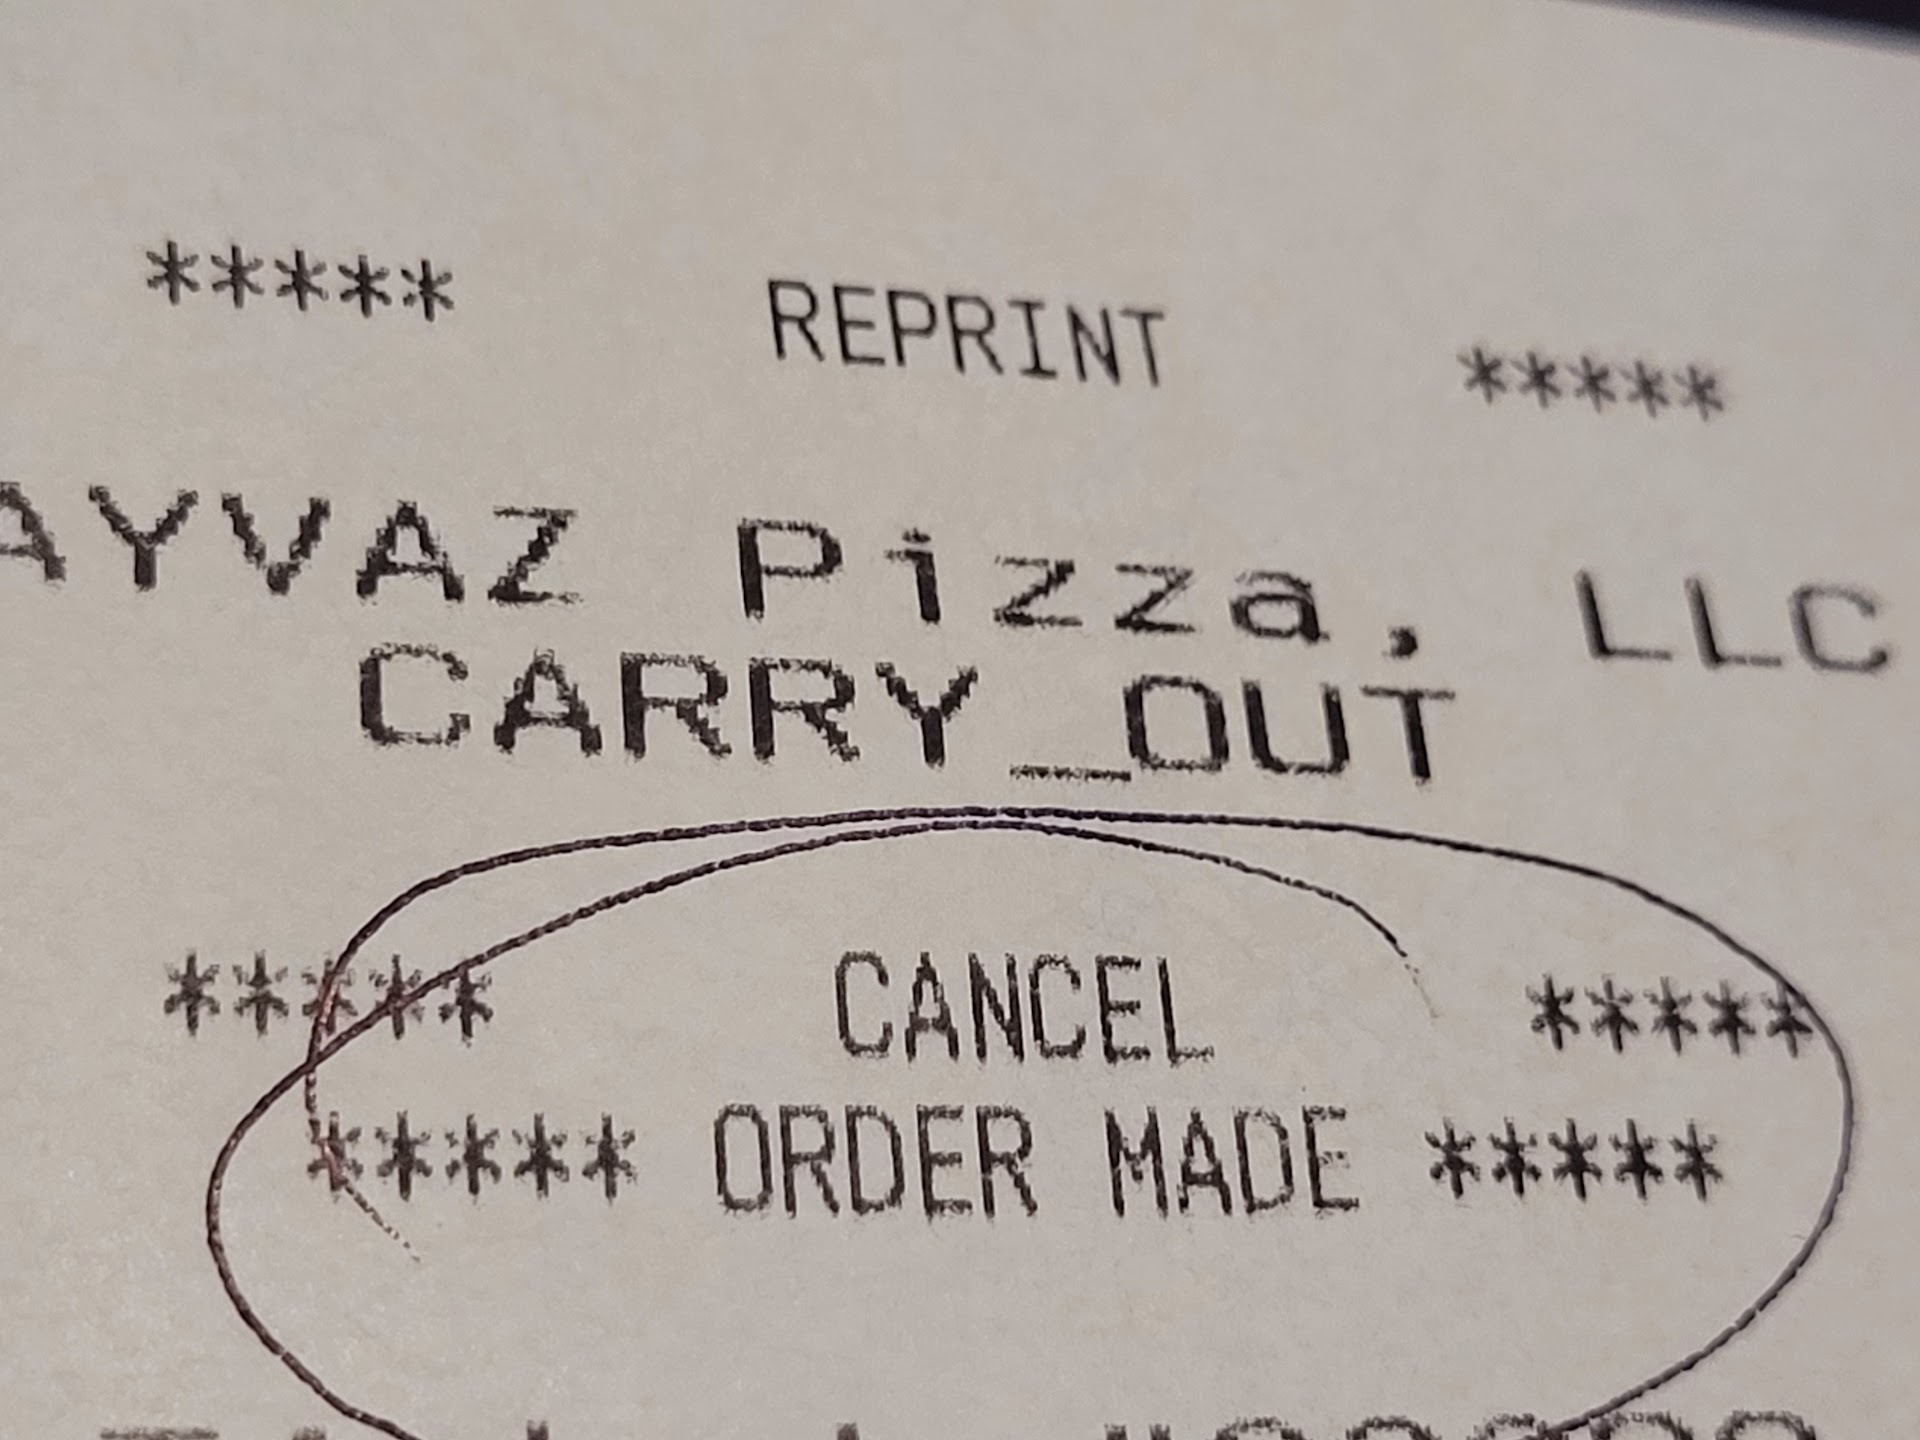 ***** REPRINT *****
AYVAZ Pizza, LLC
CARRY_OUT
***** CANCEL *****
***** ORDER MADE *****